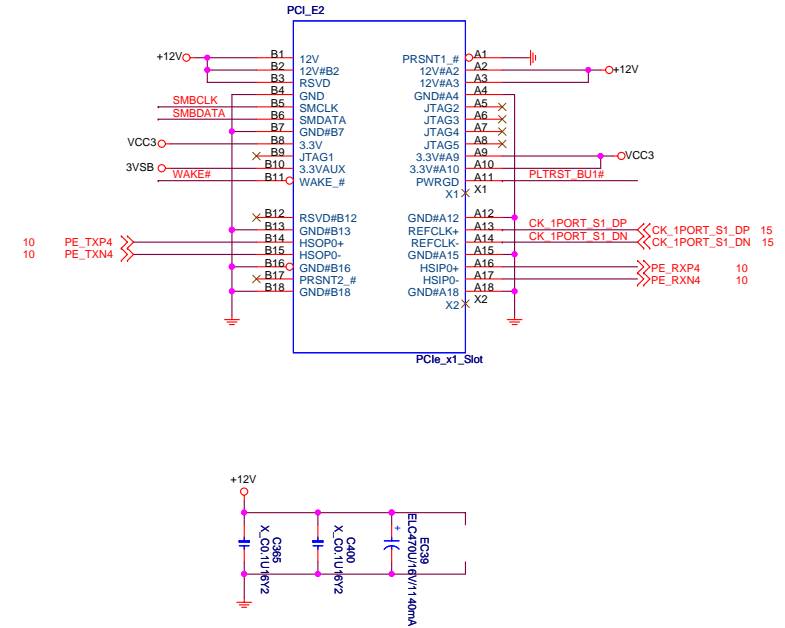 PCI_E2
+12V B1 12V PRSNT1_# A1
B2 12V#B2 12V#A2 A2 +12V
B3 RSVD 12V#A3 A3
B4 GND GND#A4 A4
SMBCLK B5 SMCLK JTAG2 A5
SMBDATA B6 SMDATA JTAG3 A6
B7 GND#B7 JTAG4 A7
VCC3 B8 3.3V JTAG5 A8
B9 JTAG1 3.3V#A9 A9 VCC3
3VSB B10 3.3VAUX 3.3V#A10 A10
WAKE# B11 WAKE_# PWRGD A11 PLTRST_BU1#
X1 X1
B12 RSVD#B12 GND#A12 A12
B13 GND#B13 REFCLK+ A13 CK_1PORT_S1_DP CK_1PORT_S1_DP 15
10 PE_TXP4 B14 HSOP0+ REFCLK- A14 CK_1PORT_S1_DN CK_1PORT_S1_DN 15
10 PE_TXN4 B15 HSOP0- GND#A15 A15
B16 GND#B16 HSIP0+ A16 PE_RXP4 10
B17 PRSNT2_# HSIP0- A17 PE_RXN4 10
B18 GND#B18 GND#A18 A18
X2 X2
PCIe_x1_Slot
+12V
C365
X_C0.1U16Y2
C400
X_C0.1U16Y2
+
EC39
ELC470U/16V/1140mA